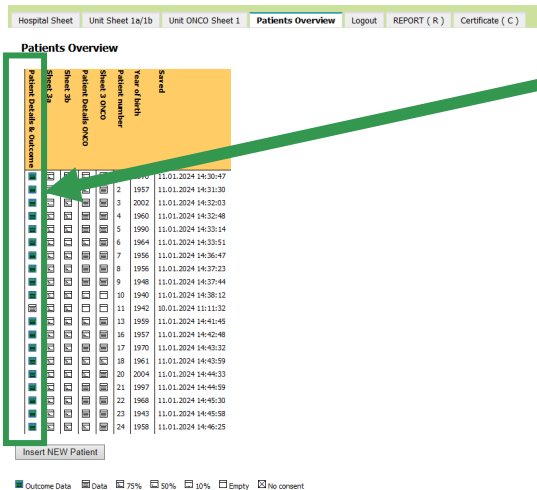 Hospital Sheet Unit Sheet 1a/1b Unit ONCO Sheet 1 Patients Overview Logout REPORT ( R ) Certificate ( C )
Patients Overview
Patient Details & Outcome
Sheet 3a
Sheet 3b
Patient Details ONCO
Sheet 3 ONCO
Patient number
Year of birth
Saved
11.01.2024 14:30:47
2 1957 11.01.2024 14:31:30
3 2002 11.01.2024 14:32:03
4 1960 11.01.2024 14:32:48
5 1990 11.01.2024 14:33:14
6 1964 11.01.2024 14:33:51
7 1956 11.01.2024 14:36:47
8 1956 11.01.2024 14:37:23
9 1948 11.01.2024 14:37:44
10 1940 11.01.2024 14:38:12
11 1942 10.01.2024 11:11:32
13 1959 11.01.2024 14:41:45
16 1957 11.01.2024 14:42:48
17 1970 11.01.2024 14:43:32
18 1961 11.01.2024 14:43:59
20 2004 11.01.2024 14:44:33
21 1997 11.01.2024 14:44:59
22 1968 11.01.2024 14:45:30
23 1943 11.01.2024 14:45:58
24 1958 11.01.2024 14:46:25
Insert NEW Patient
Outcome Data Data 75% 50% 10% Empty No consent